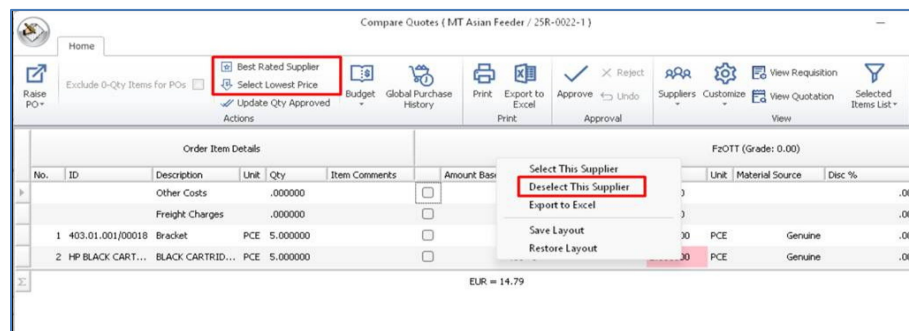 Compare Quotes ( MT Asian Feeder / 25R-0022-1 )
Home
Raise PO
Exclude 0-Qty Items for POs
Best Rated Supplier
Select Lowest Price
Update Qty Approved
Actions
Budget
Global Purchase History
Print
Export to Excel
Print
Approve
Reject
Undo
Approval
Suppliers
Customize
View Requisition
View Quotation
View
Selected Items List
Order Item Details
FzOTT (Grade: 0.00)
No. ID Description Unit Qty Item Comments Amount Base Unit Material Source Disc %
Other Costs .000000 .00
Freight Charges .000000 .00
1 403.01.001/00018 Bracket PCE 5.000000 PCE Genuine .00
2 HP BLACK CART... BLACK CARTRID... PCE 5.000000 PCE Genuine .00
Select This Supplier
Deselect This Supplier
Export to Excel
Save Layout
Restore Layout
EUR = 14.79